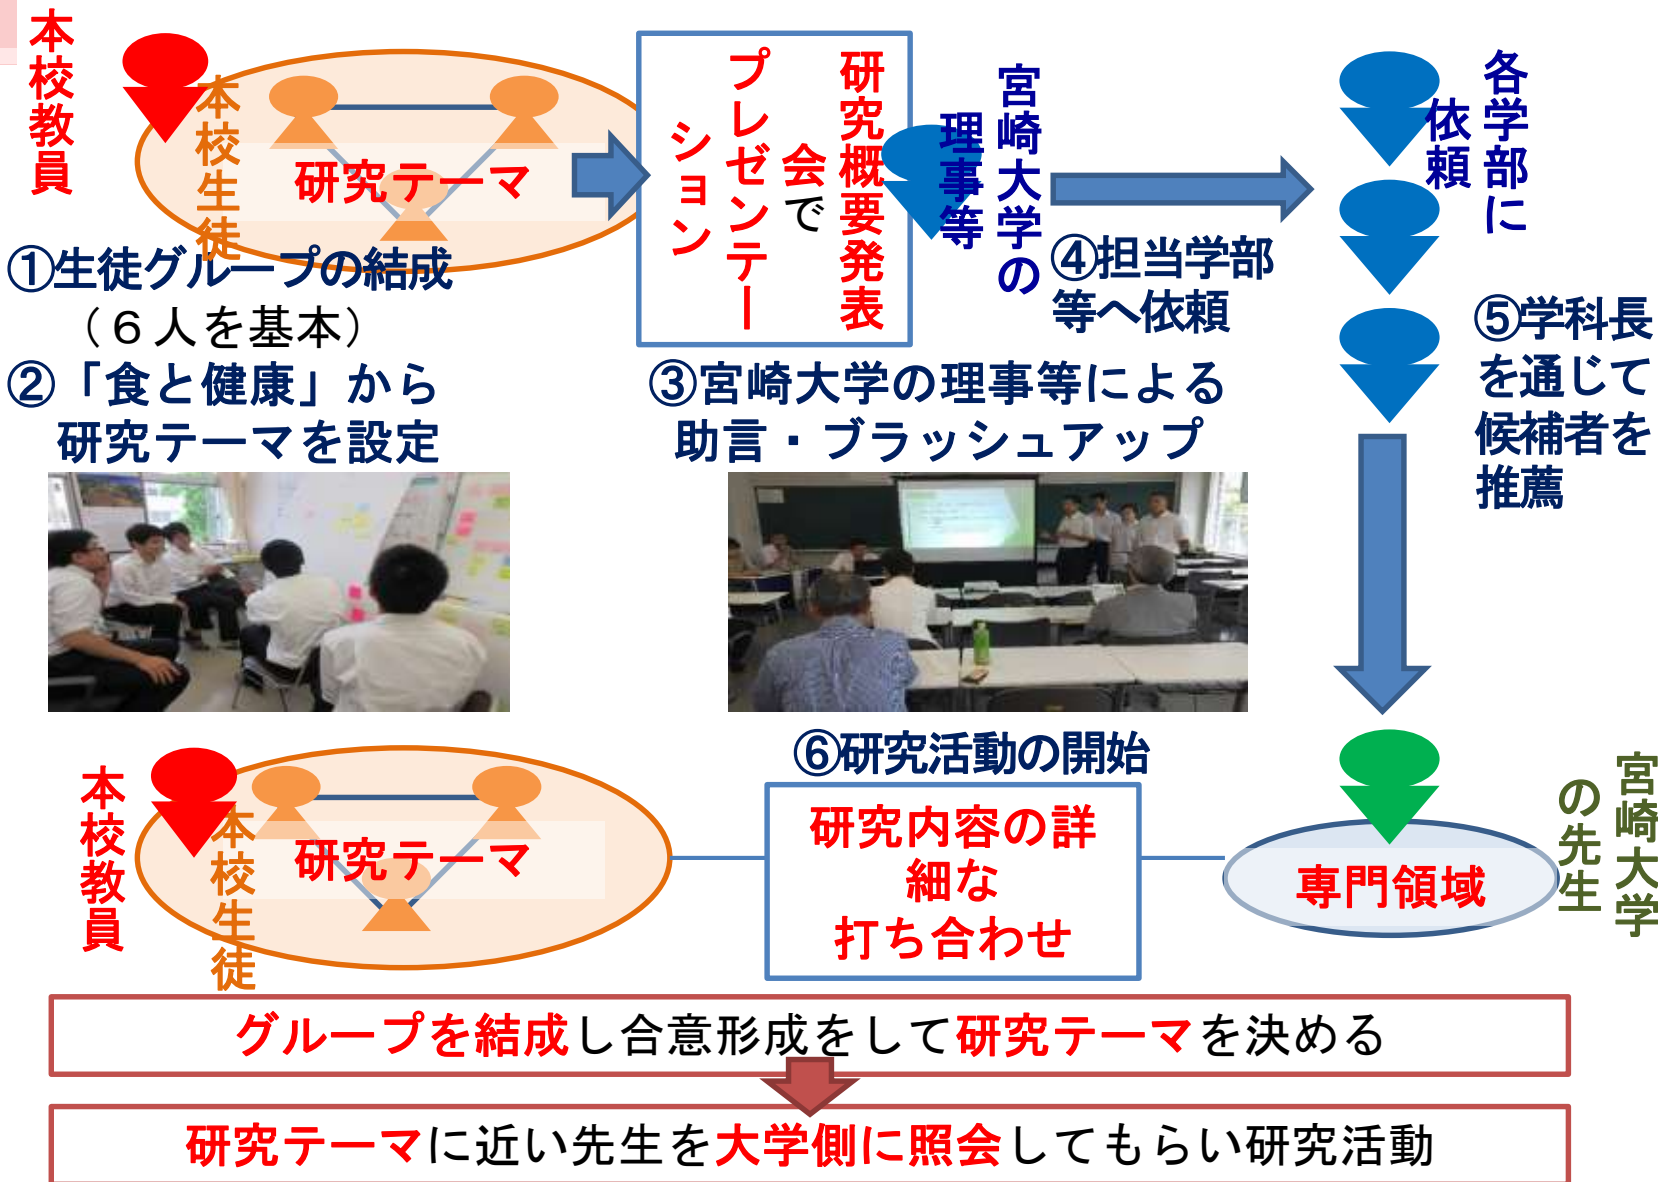 本校教員
本校生徒
研究テーマ
研究概要発表
会で
プレゼンテー
ション
宮崎大学の
理事等
各学部に
依頼
①生徒グループの結成
（６人を基本）
②「食と健康」から
研究テーマを設定
③宮崎大学の理事等による
助言・ブラッシュアップ
④担当学部
等へ依頼
⑤学科長
を通じて
候補者を
推薦
⑥研究活動の開始
本校教員
本校生徒
研究テーマ
研究内容の詳
細な
打ち合わせ
専門領域
宮崎大学
の先生
グループを結成し合意形成をして研究テーマを決める
研究テーマに近い先生を大学側に照会してもらい研究活動